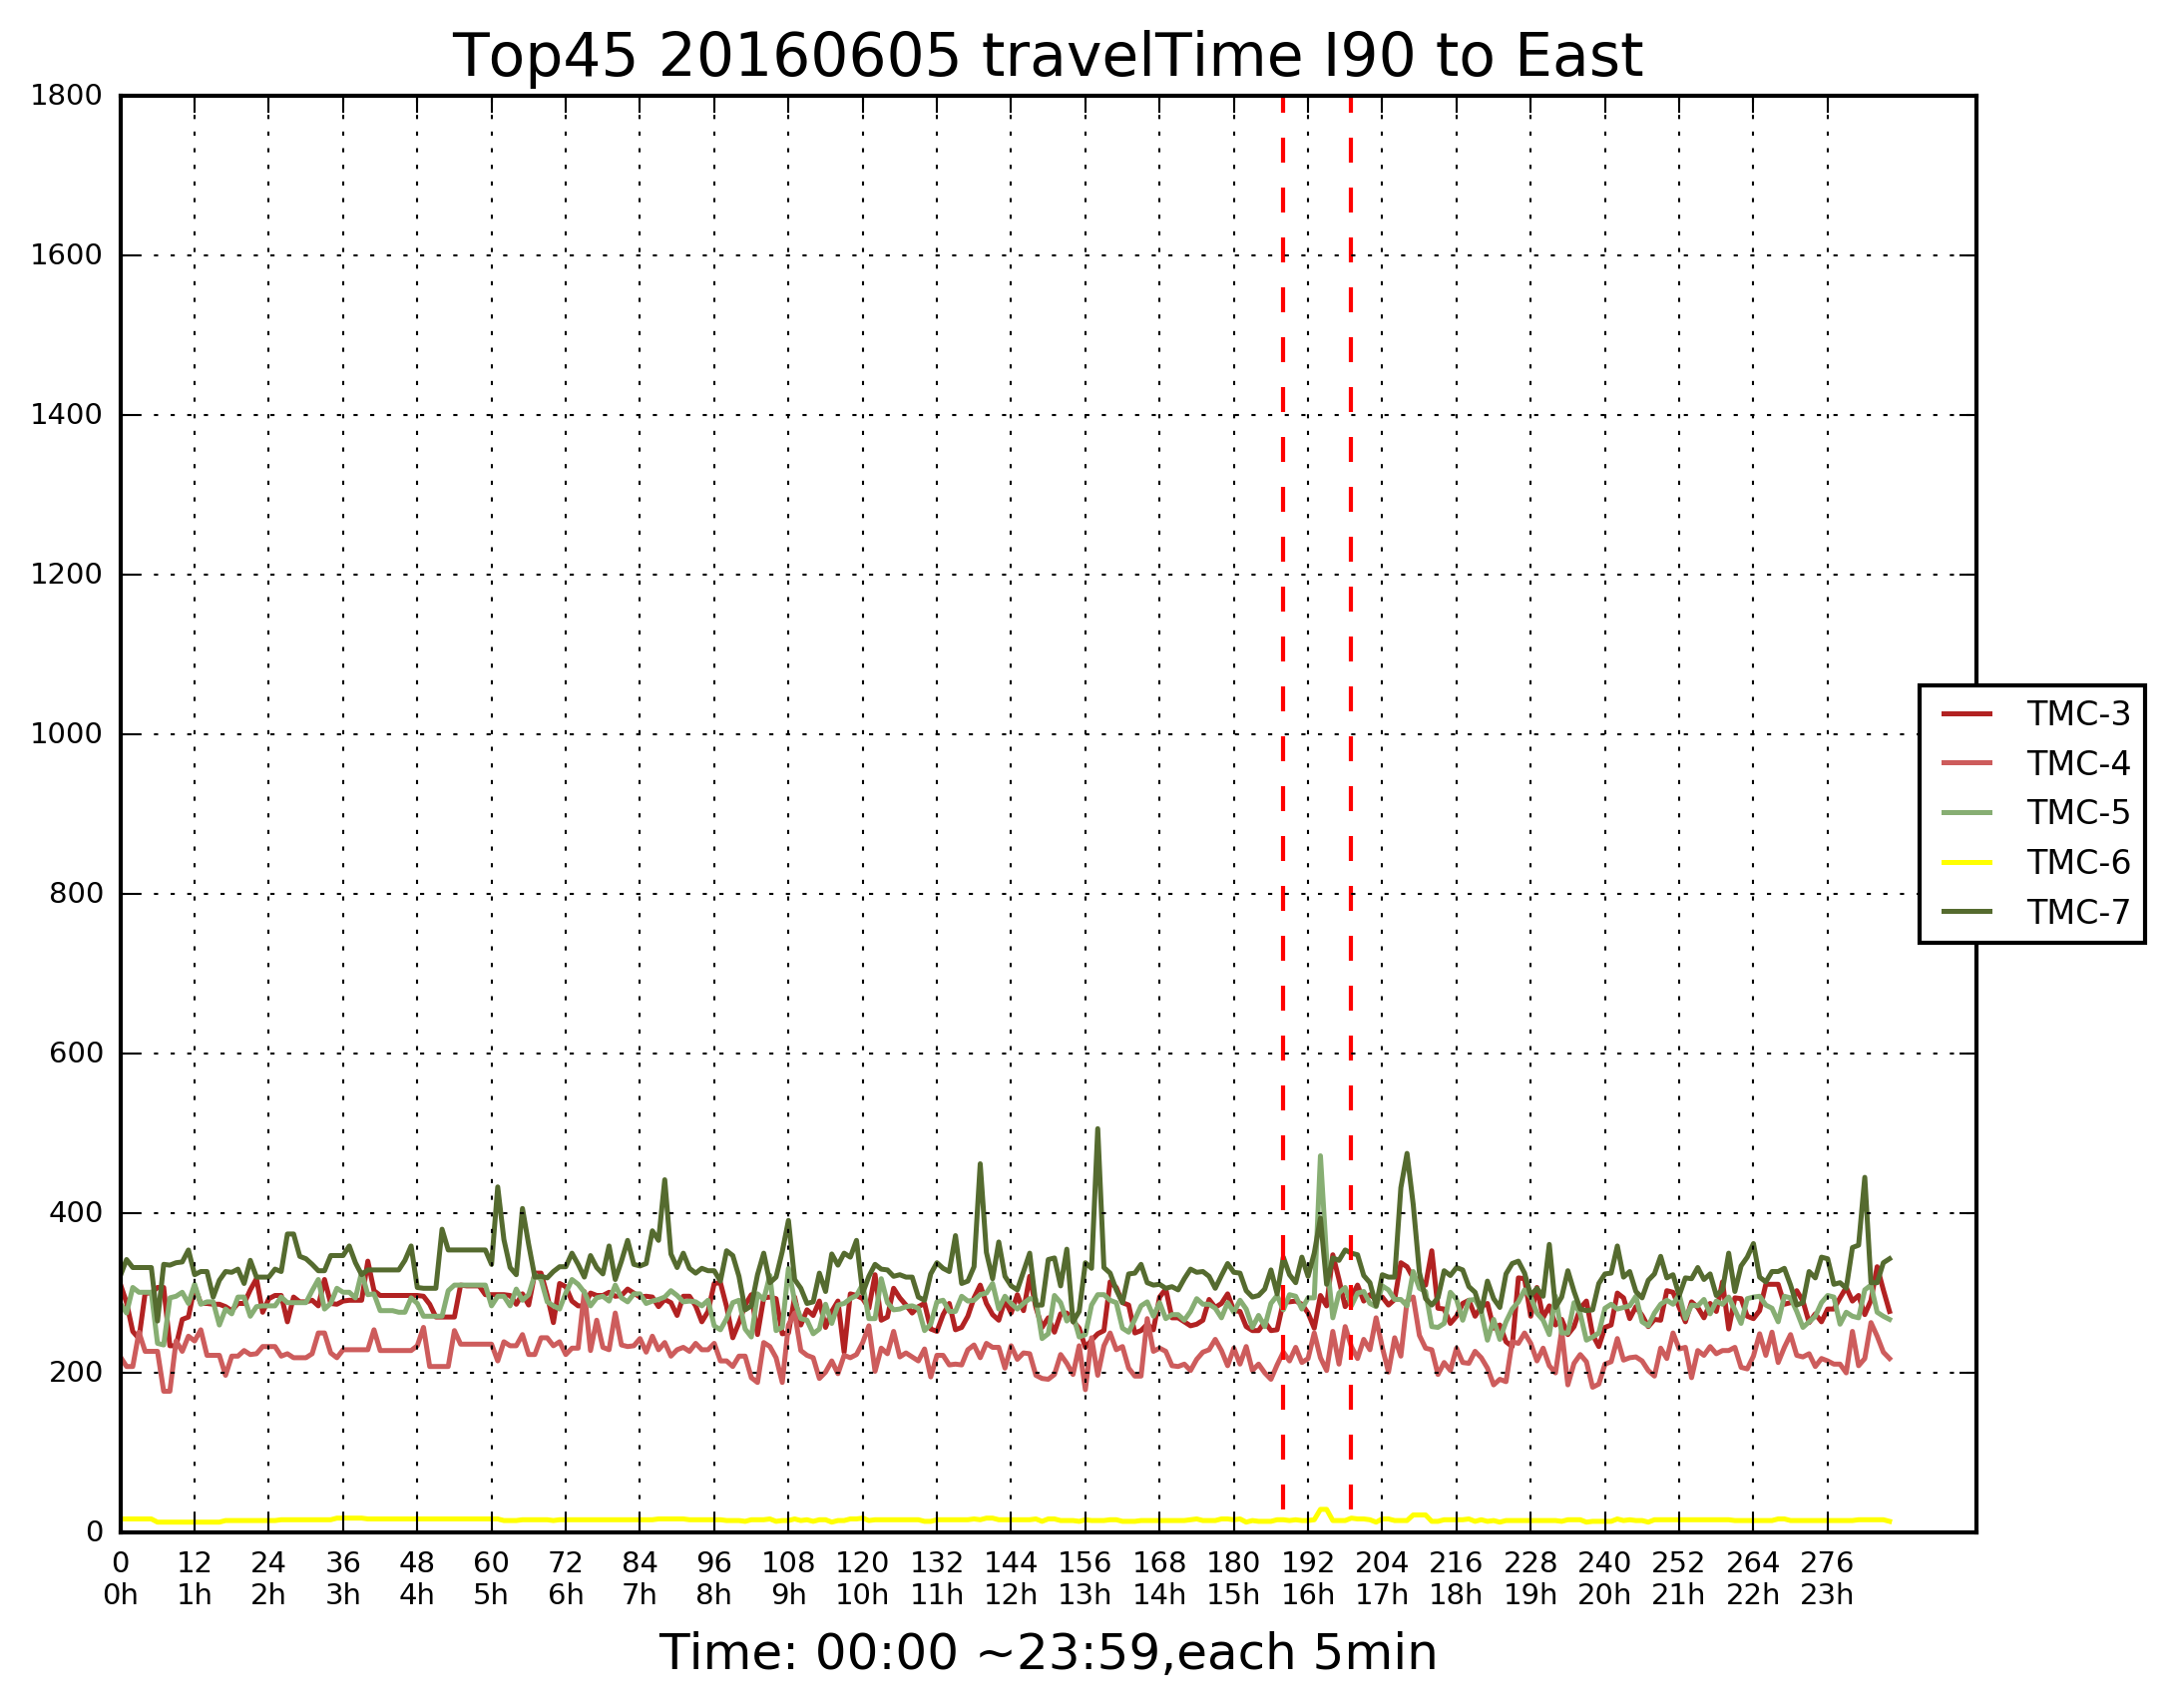 Top45 20160605 travelTime I90 to East
1800
1600
1400
1200
1000
800
600
400
200
0
TMC-3
TMC-4
TMC-5
TMC-6
TMC-7
0 12 24 36 48 60 72 84 96 108 120 132 144 156 168 180 192 204 216 228 240 252 264 276
0h 1h 2h 3h 4h 5h 6h 7h 8h 9h 10h 11h 12h 13h 14h 15h 16h 17h 18h 19h 20h 21h 22h 23h
Time: 00:00 ~23:59,each 5min